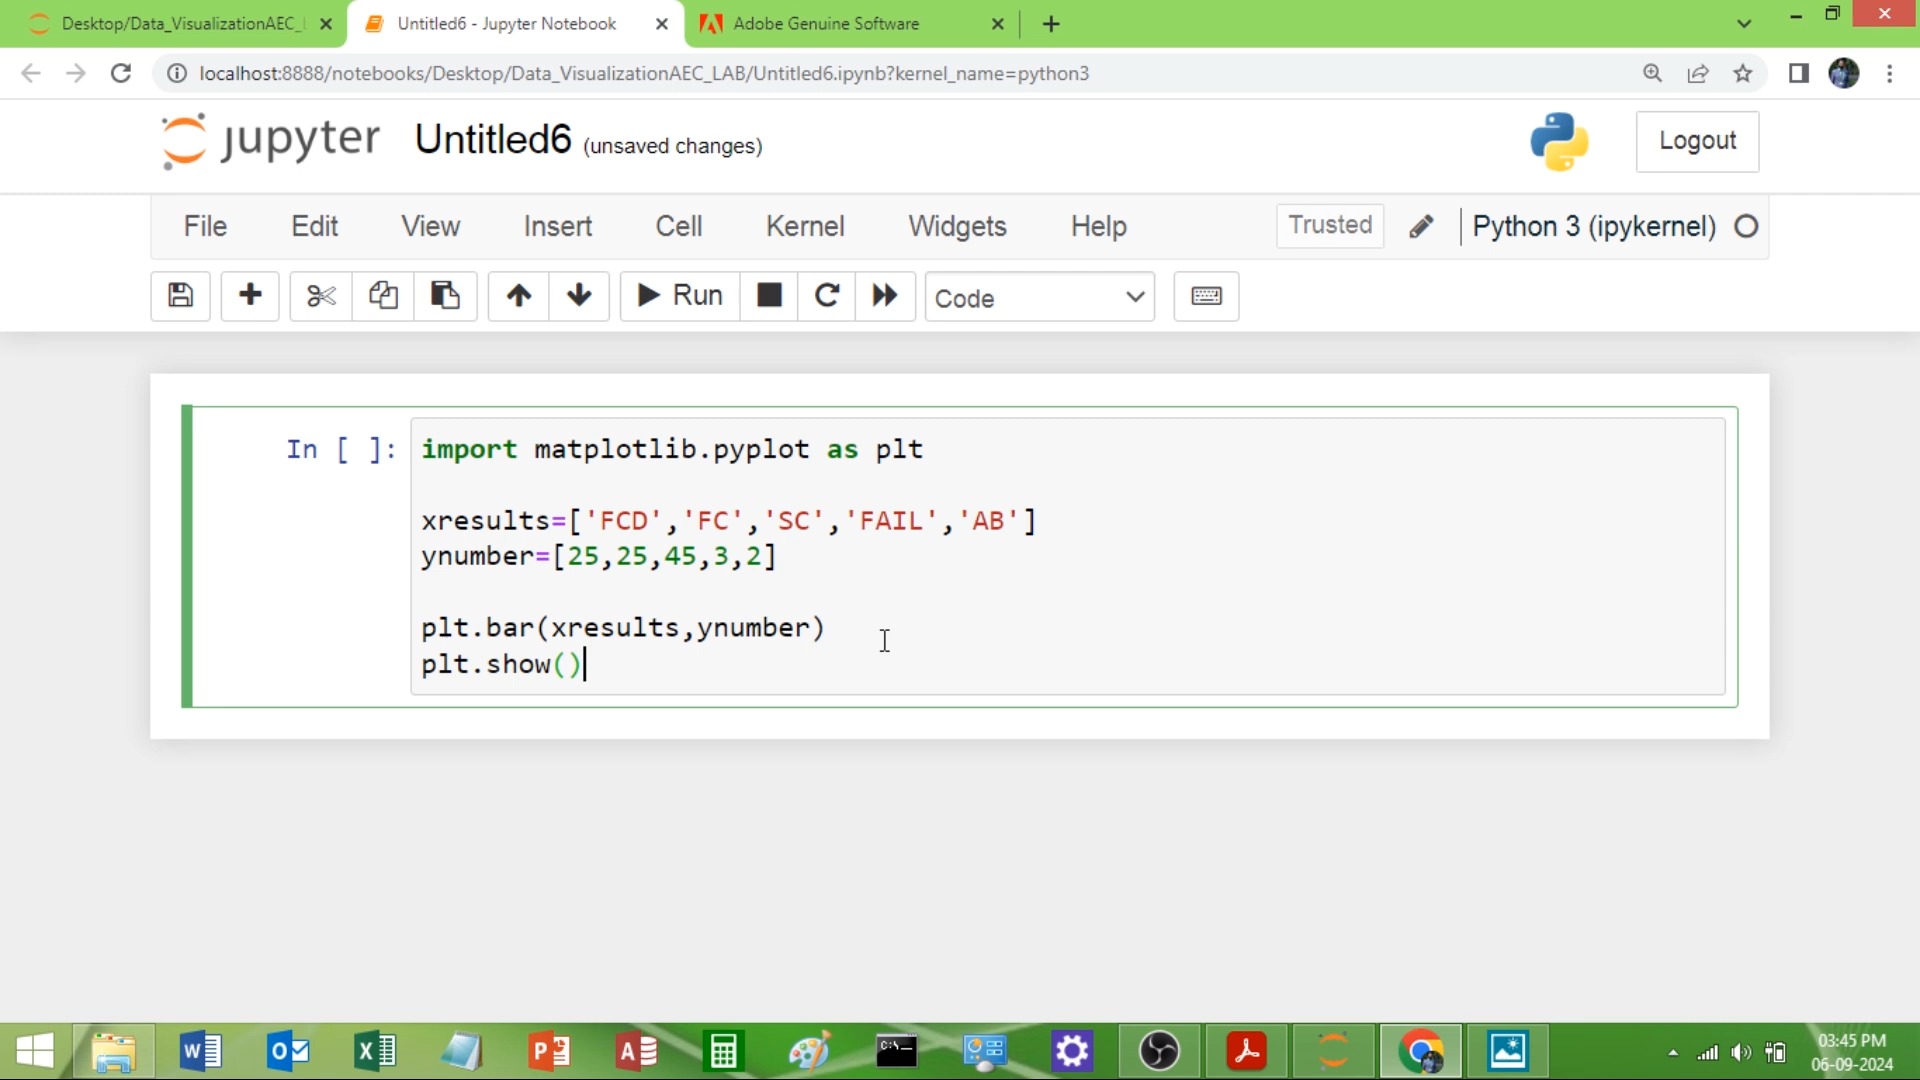 Desktop/Data_VisualizationAEC_
Untitled6 - Jupyter Notebook
Adobe Genuine Software
localhost:8888/notebooks/Desktop/Data_VisualizationAEC_LAB/Untitled6.ipynb?kernel_name=python3
jupyter Untitled6 (unsaved changes)
Logout
File Edit View Insert Cell Kernel Widgets Help
Trusted
Python 3 (ipykernel)
Run
Code
In [ ]:
import matplotlib.pyplot as plt
xresults=['FCD','FC','SC','FAIL','AB']
ynumber=[25,25,45,3,2]
plt.bar(xresults,ynumber)
plt.show()
03:45 PM
06-09-2024